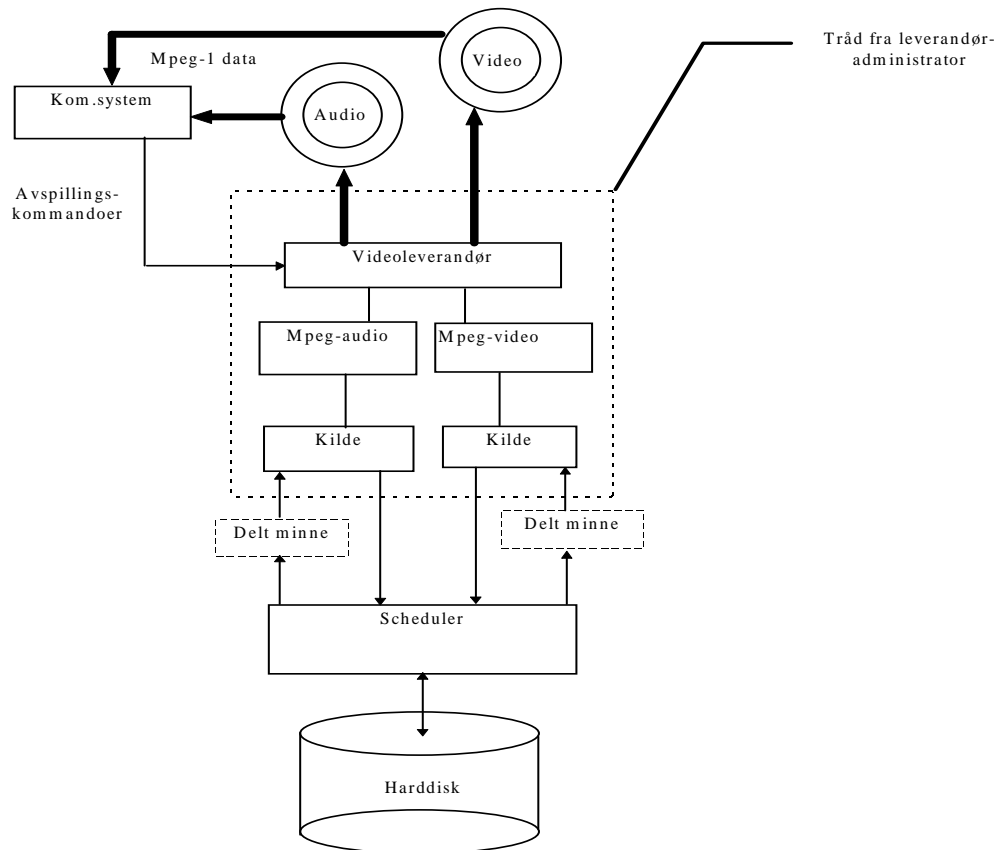 Video
Tråd fra leverandør-
administrator
Mpeg-1 data
Kom.system
Audio
Avspillings-
kommandoer
Videoleverandør
Mpeg-audio
Mpeg-video
Kilde
Kilde
Delt minne
Delt minne
Scheduler
Harddisk